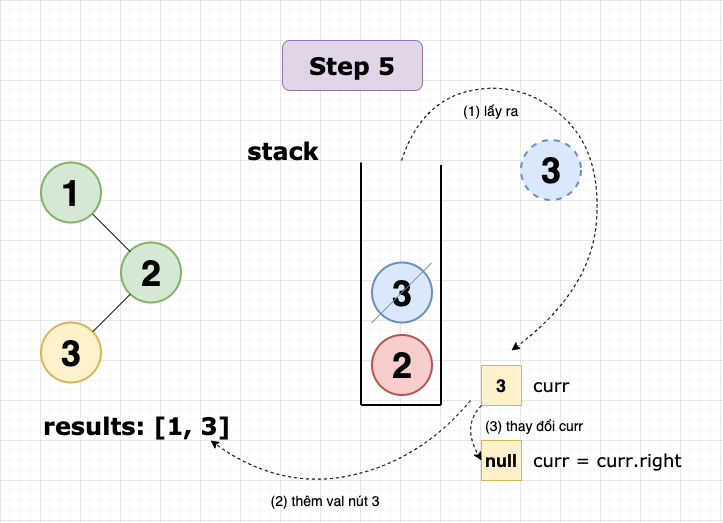 Step 5
(1) lấy ra
stack
3
1
2
3
3
2
3 curr
results: [1, 3]
(3) thay đổi curr
null curr = curr.right
(2) thêm val nút 3